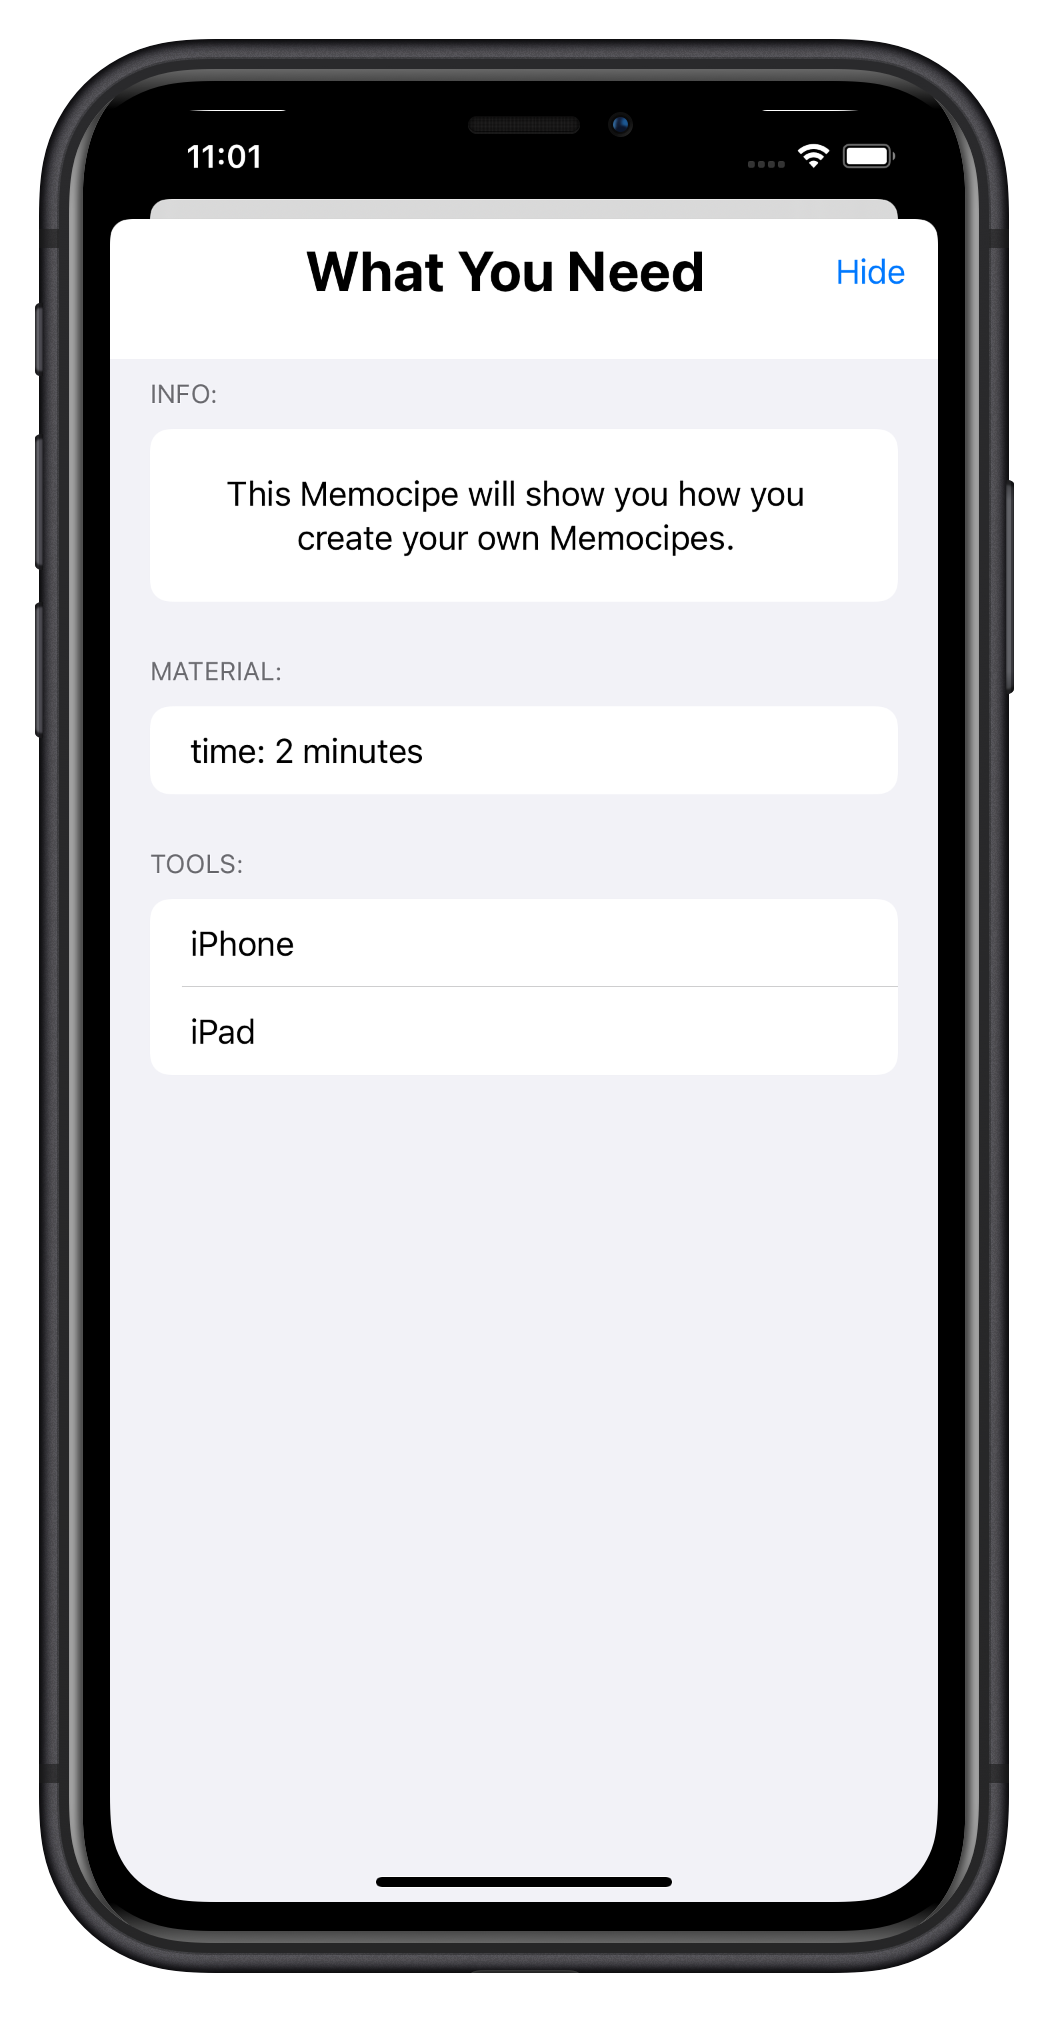 11:01
What You Need
Hide
INFO:
This Memocipe will show you how you
create your own Memocipes.
MATERIAL:
time: 2 minutes
TOOLS:
iPhone
iPad